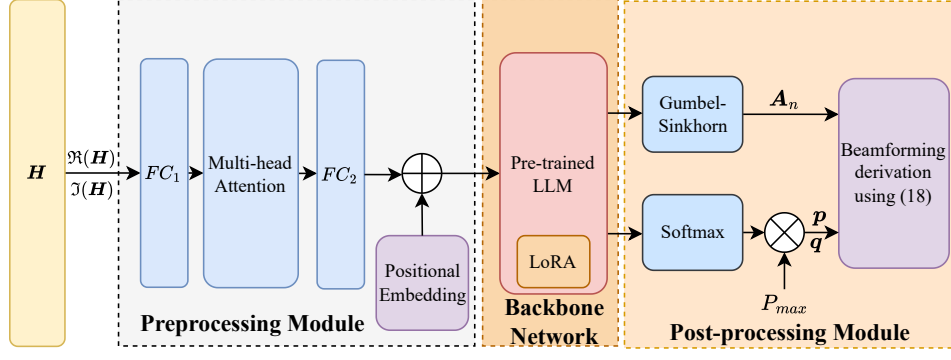 H
ℜ(H)
ℑ(H)
FC₁
Multi-head
Attention
FC₂
Positional
Embedding
Preprocessing Module
Pre-trained
LLM
LoRA
Backbone
Network
Gumbel-
Sinkhorn
Aₙ
Softmax
p
q
Pₘₐₓ
Beamforming
derivation
using (18)
Post-processing Module